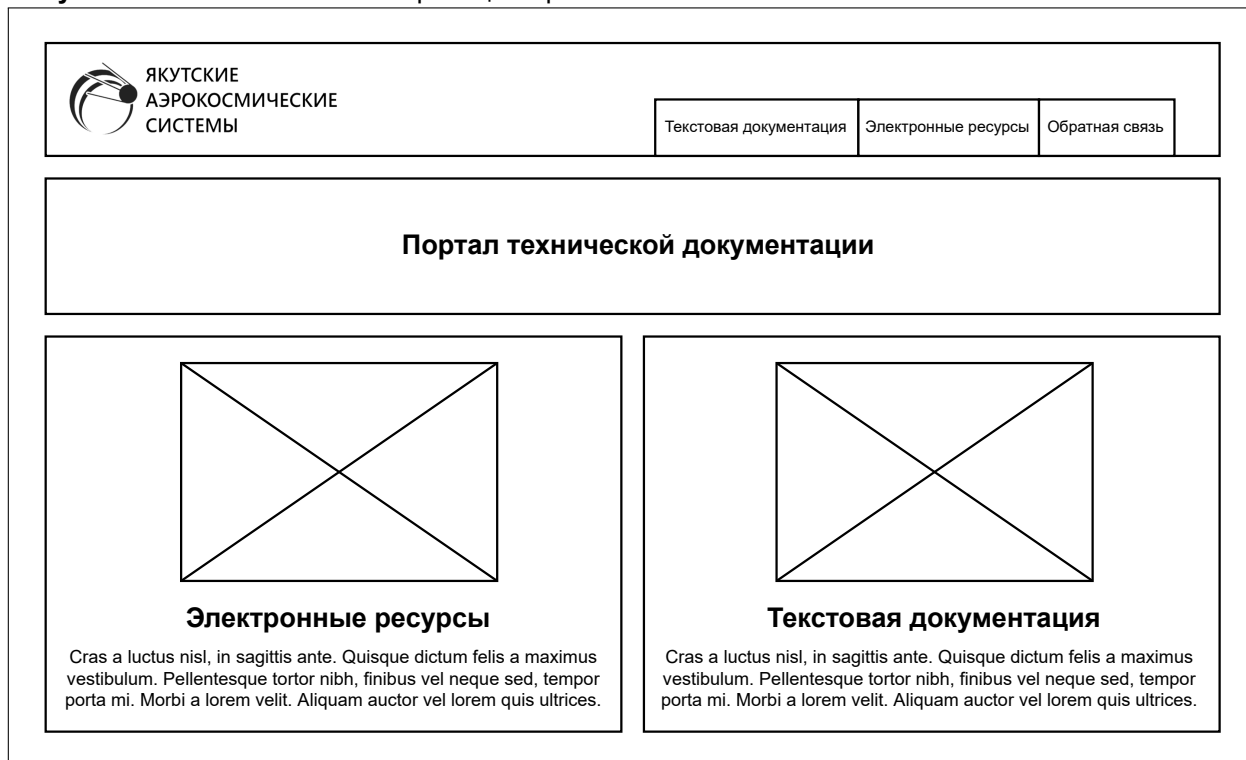 ЯКУТСКИЕ
АЭРОКОСМИЧЕСКИЕ
СИСТЕМЫ
Текстовая документация Электронные ресурсы Обратная связь
Портал технической документации
Электронные ресурсы
Cras a luctus nisl, in sagittis ante. Quisque dictum felis a maximus
vestibulum. Pellentesque tortor nibh, finibus vel neque sed, tempor
porta mi. Morbi a lorem velit. Aliquam auctor vel lorem quis ultrices.
Текстовая документация
Cras a luctus nisl, in sagittis ante. Quisque dictum felis a maximus
vestibulum. Pellentesque tortor nibh, finibus vel neque sed, tempor
porta mi. Morbi a lorem velit. Aliquam auctor vel lorem quis ultrices.